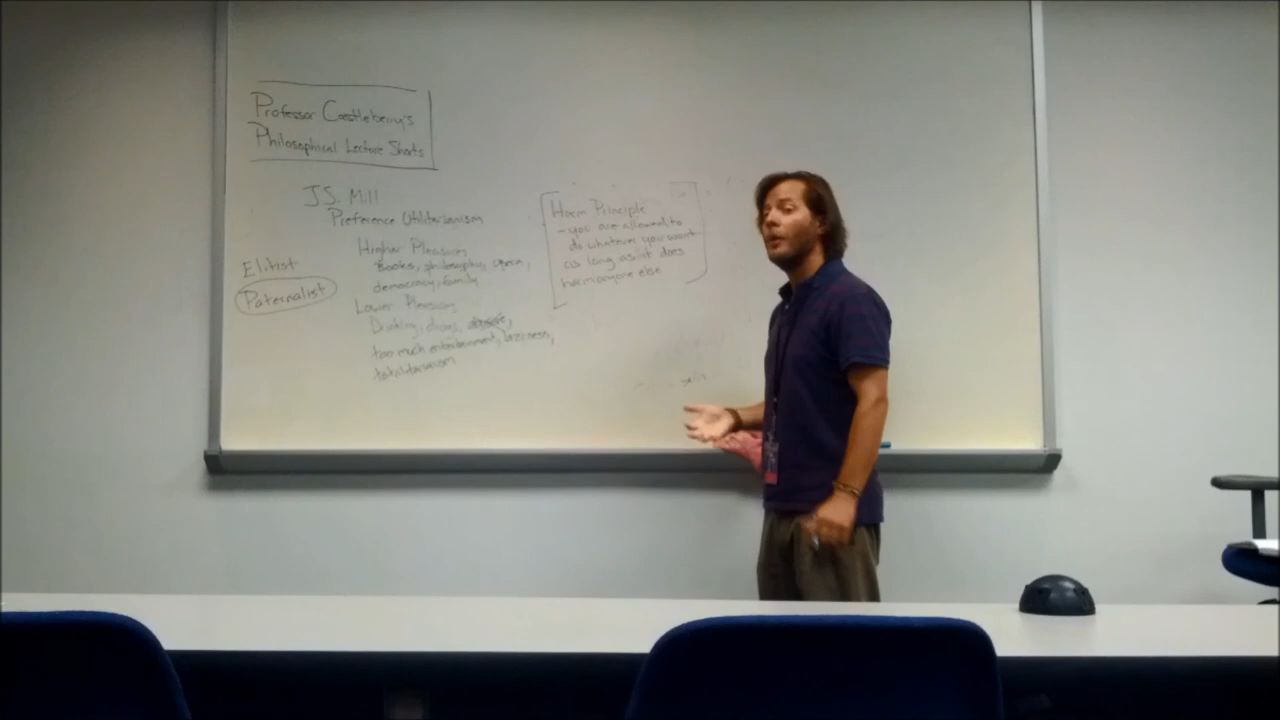 Professor Castleberry's
Philosophical Lecture Shorts
J.S. Mill
Preference Utilitarianism
Higher Pleasures
Books, philosophy, opera,
democracy, family
Elitist
Paternalist
Lower Pleasures
Drinking, drugs,
too much entertainment, laziness,
totalitarianism
Harm Principle
- you are allowed to
do whatever you want
as long as it does
harm anyone else